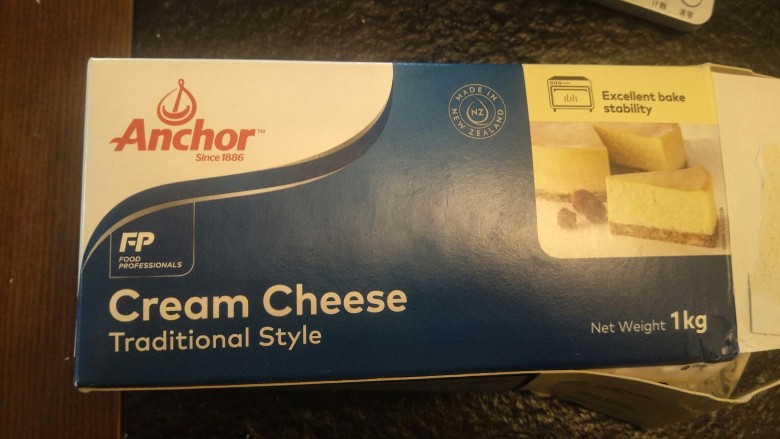 Anchor™
Since 1886
MADE IN
NZ
NEW ZEALAND
Excellent bake
stability
FP
FOOD
PROFESSIONALS
Cream Cheese
Traditional Style
Net Weight 1kg